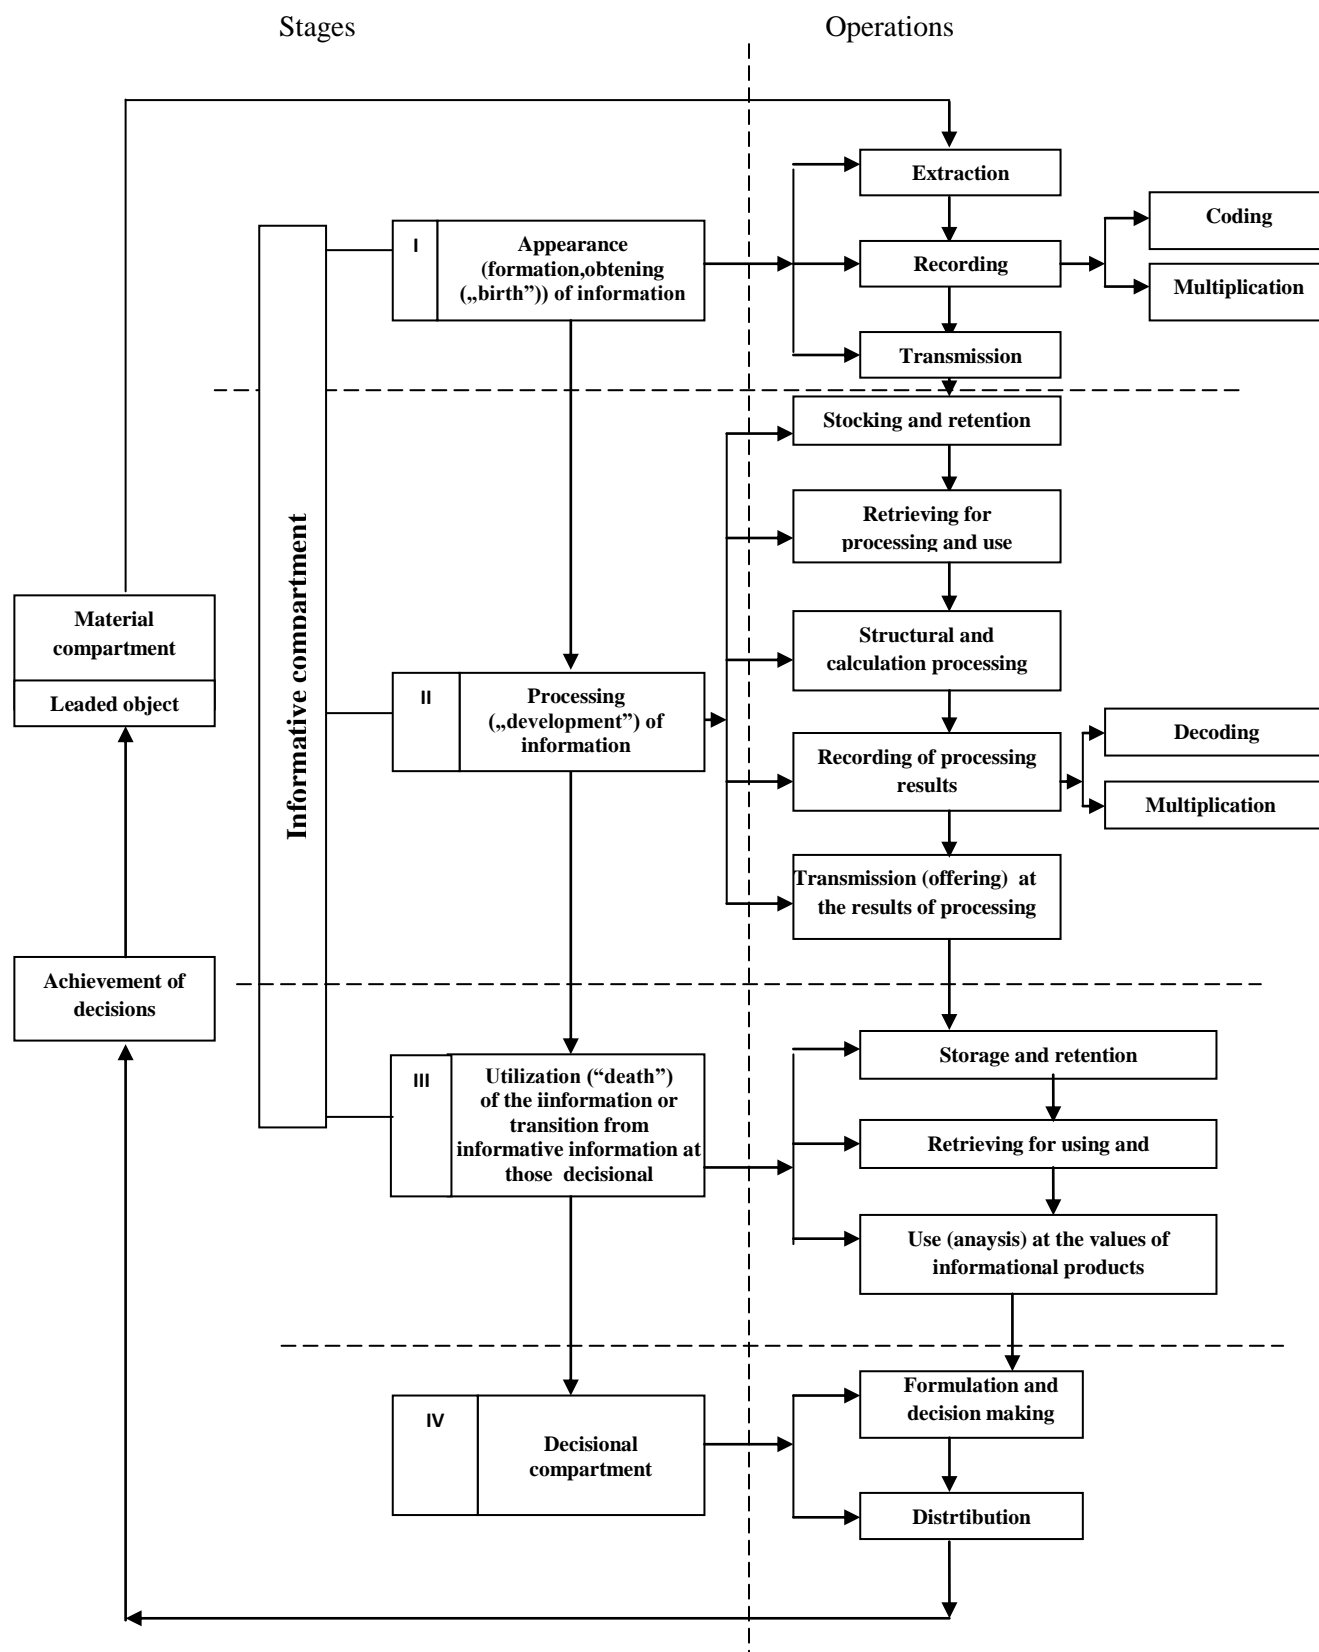 Stages
Operations
Extraction
Coding
I
Appearance
(formation,obtening
(„birth”)) of information
Recording
Multiplication
Transmission
Stocking and retention
Retrieving for
processing and use
Informative compartment
Material
compartment
Leaded object
Structural and
calculation processing
II
Processing
(„development”) of
information
Recording of processing
results
Decoding
Multiplication
Transmission (offering) at
the results of processing
Achievement of
decisions
Storage and retention
III
Utilization (“death”)
of the iinformation or
transition from
informative information at
those decisional
Retrieving for using and
Use (anaysis) at the values of
informational products
Formulation and
decision making
IV
Decisional
compartment
Distrtibution